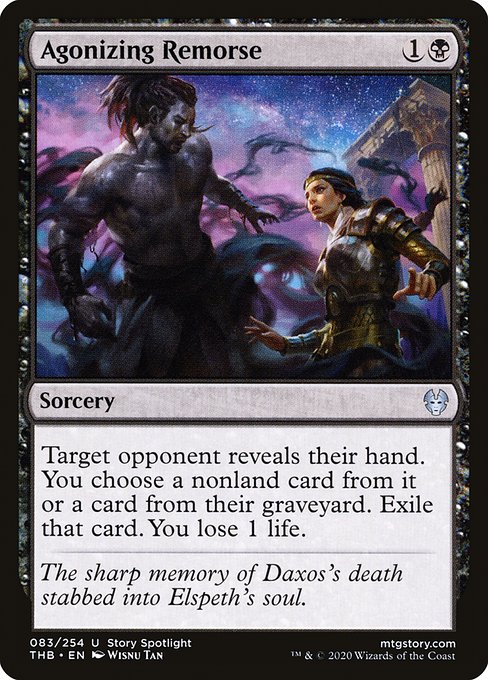 Agonizing Remorse 1
Sorcery
Target opponent reveals their hand.
You choose a nonland card from it
or a card from their graveyard. Exile
that card. You lose 1 life.
The sharp memory of Daxos's death
stabbed into Elspeth's soul.
083/254 U Story Spotlight mtgstory.com
THB • EN Wisnu Tan ™ & © 2020 Wizards of the Coast